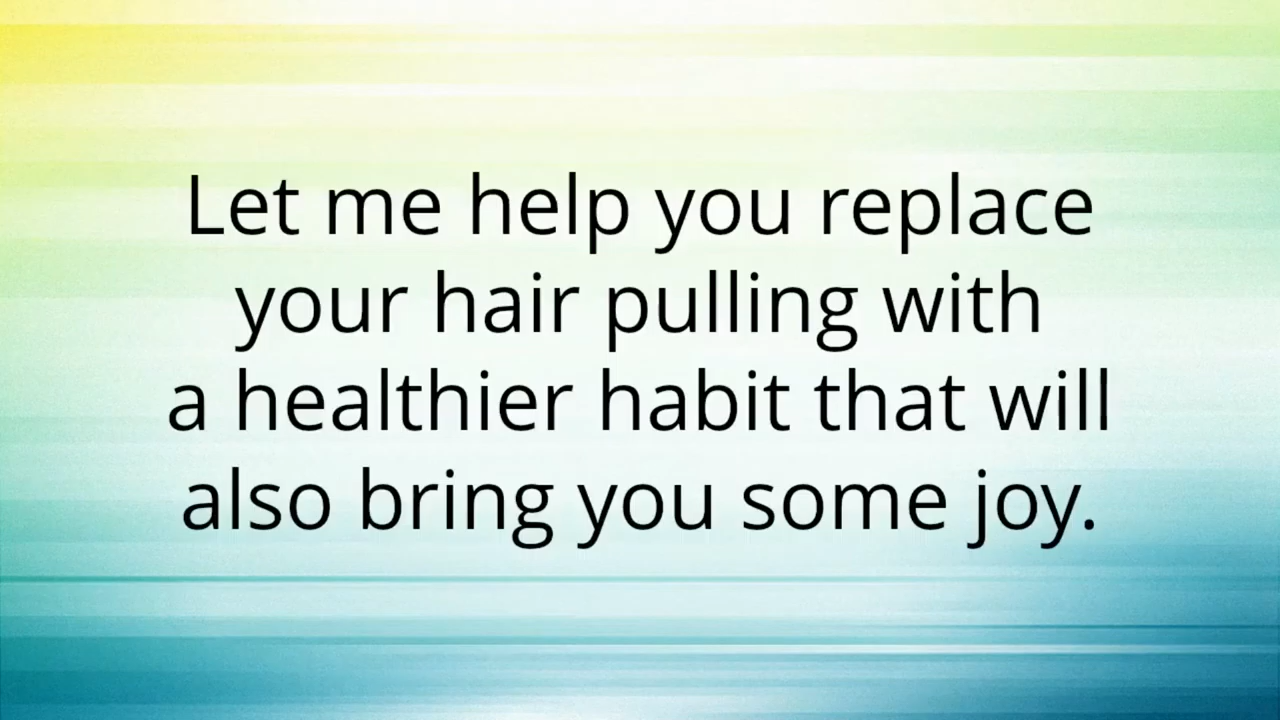 Let me help you replace
your hair pulling with
a healthier habit that will
also bring you some joy.